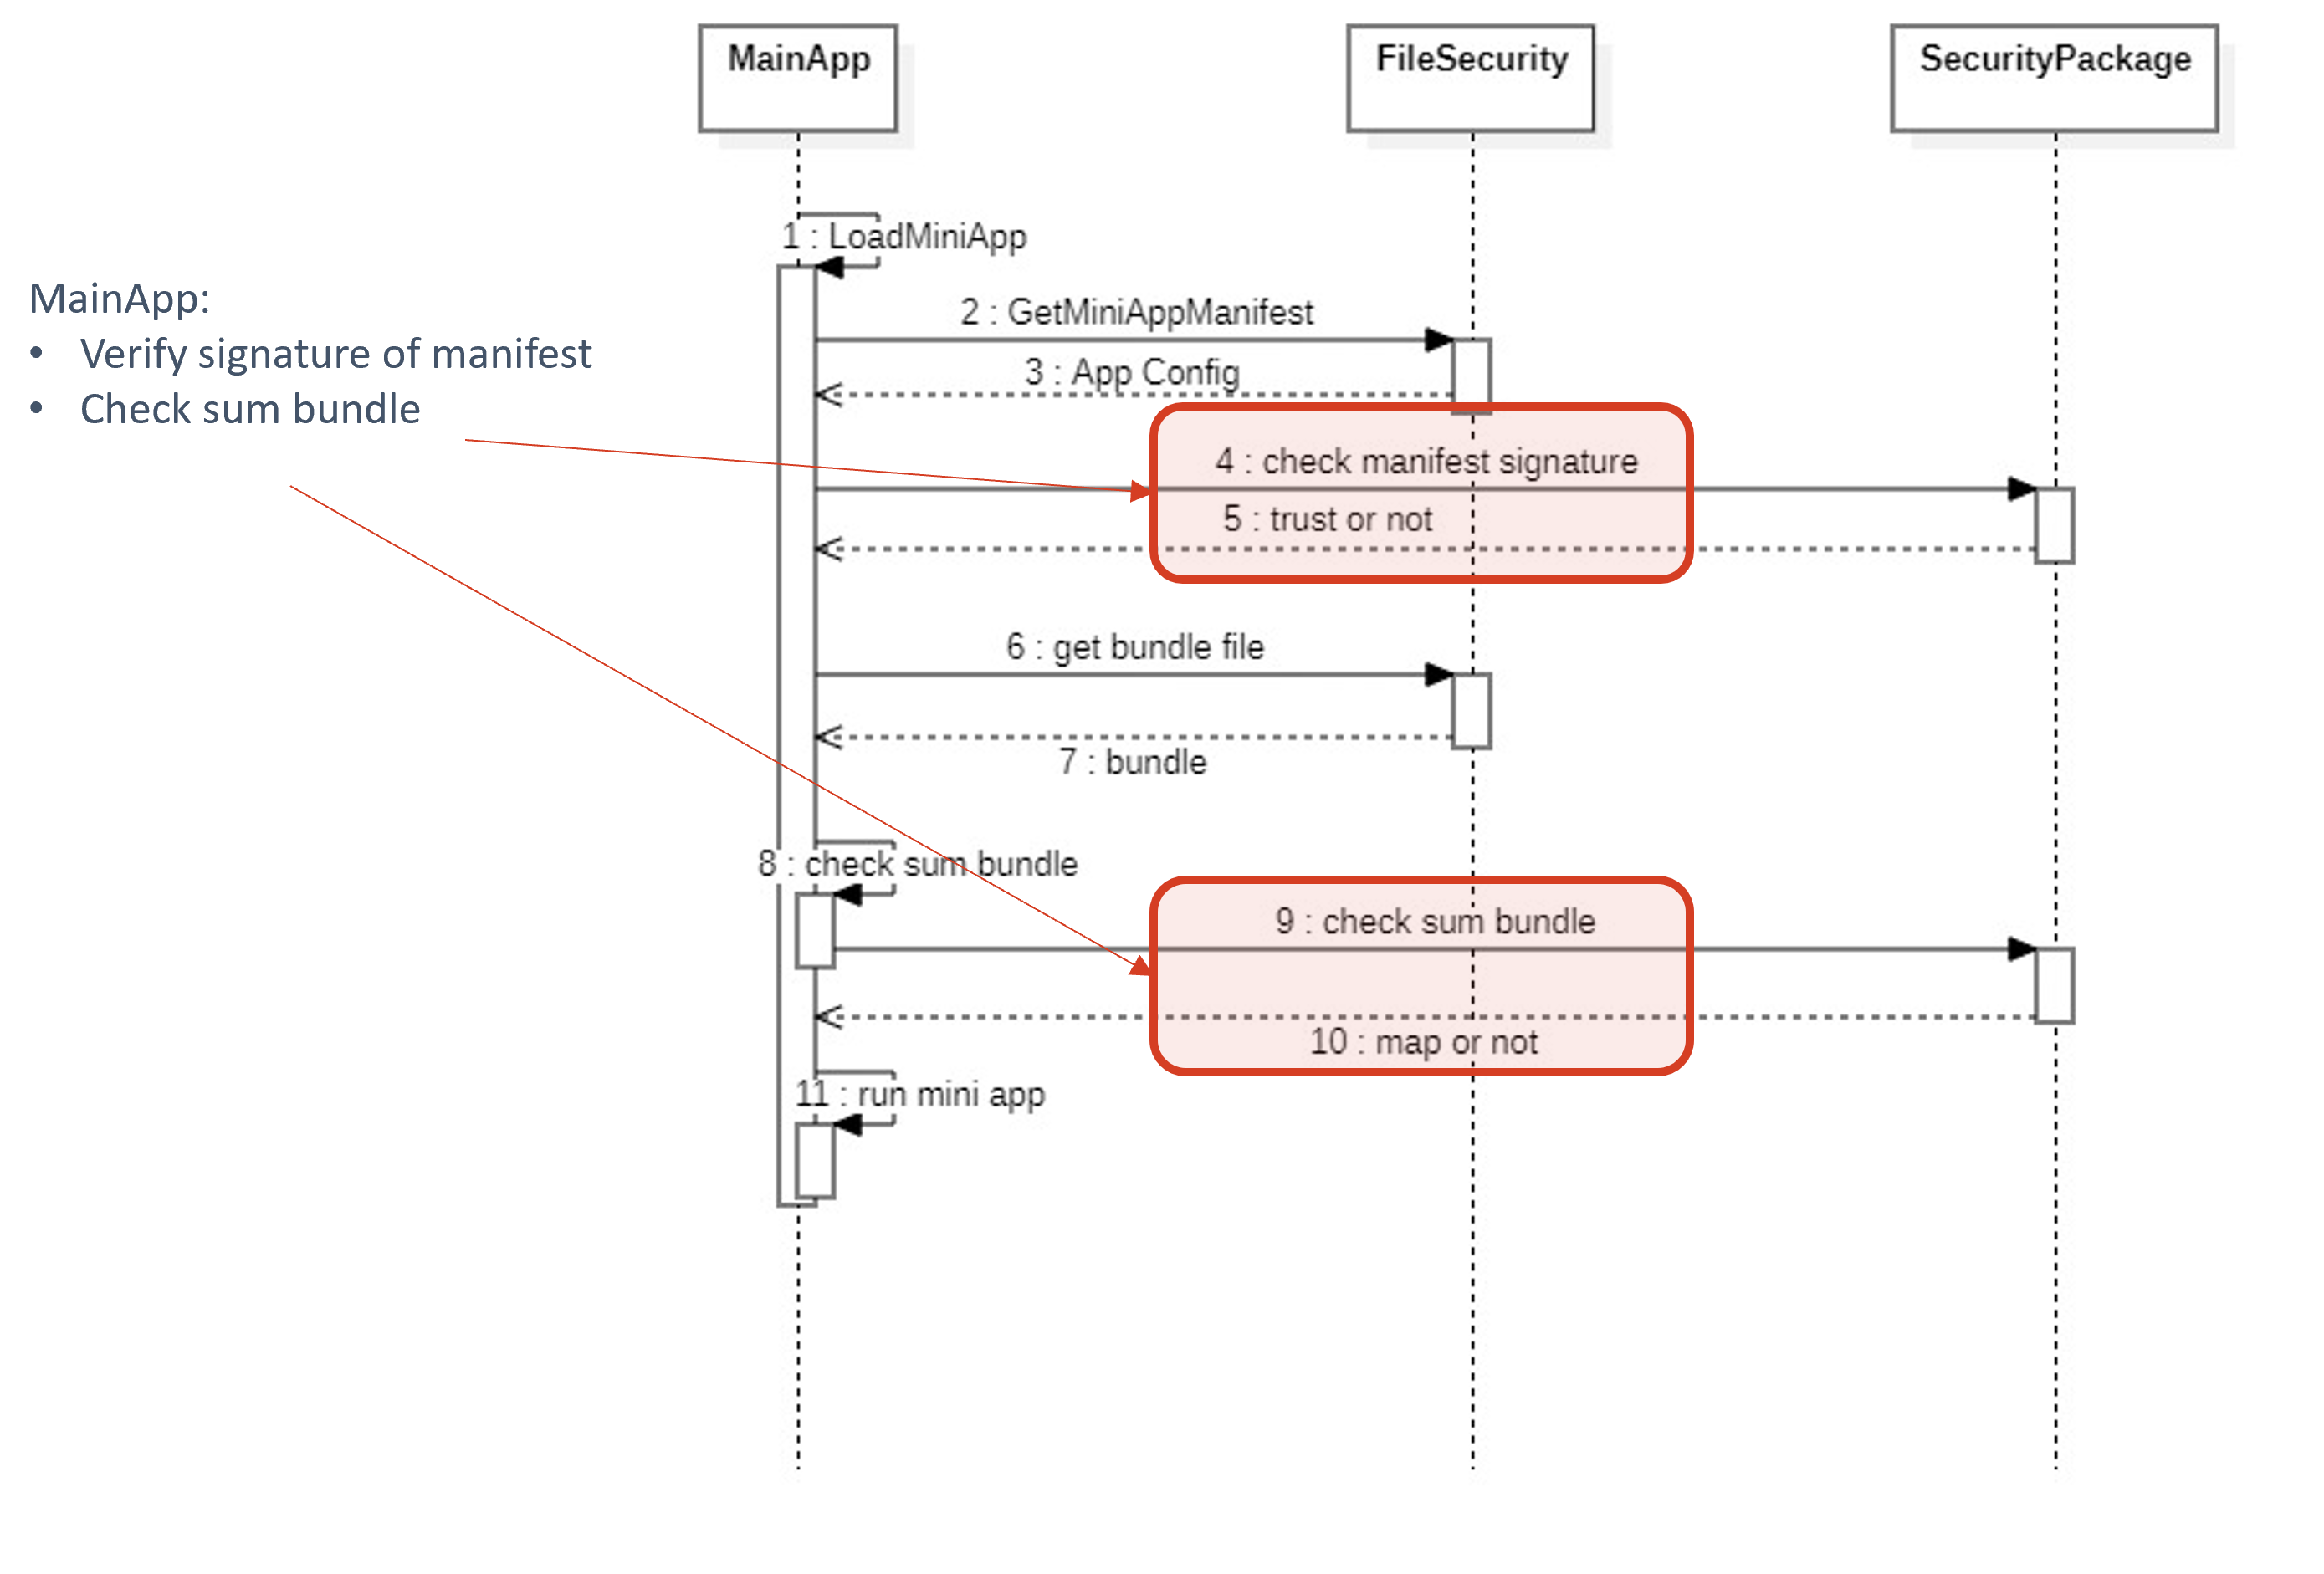 MainApp
FileSecurity
SecurityPackage
1 : LoadMiniApp
MainApp:
• Verify signature of manifest
• Check sum bundle
2 : GetMiniAppManifest
3 : App Config
4 : check manifest signature
5 : trust or not
6 : get bundle file
7 : bundle
8 : check sum bundle
9 : check sum bundle
10 : map or not
11 : run mini app